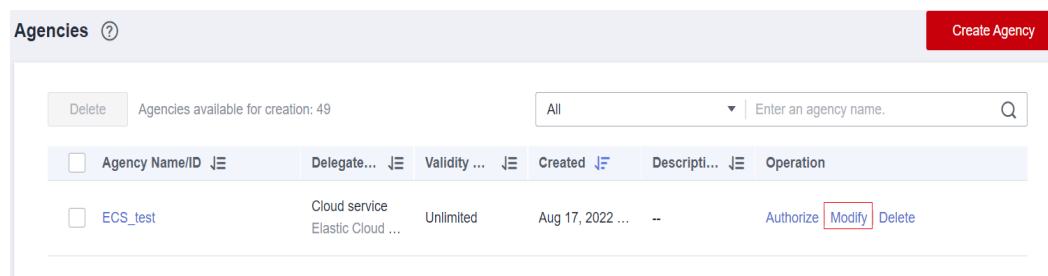 Agencies ?
Create Agency
Delete Agencies available for creation: 49 All Enter an agency name.
Agency Name/ID Delegate... Validity ... Created Descripti... Operation
ECS_test Cloud service Elastic Cloud ... Unlimited Aug 17, 2022 ... -- Authorize Modify Delete